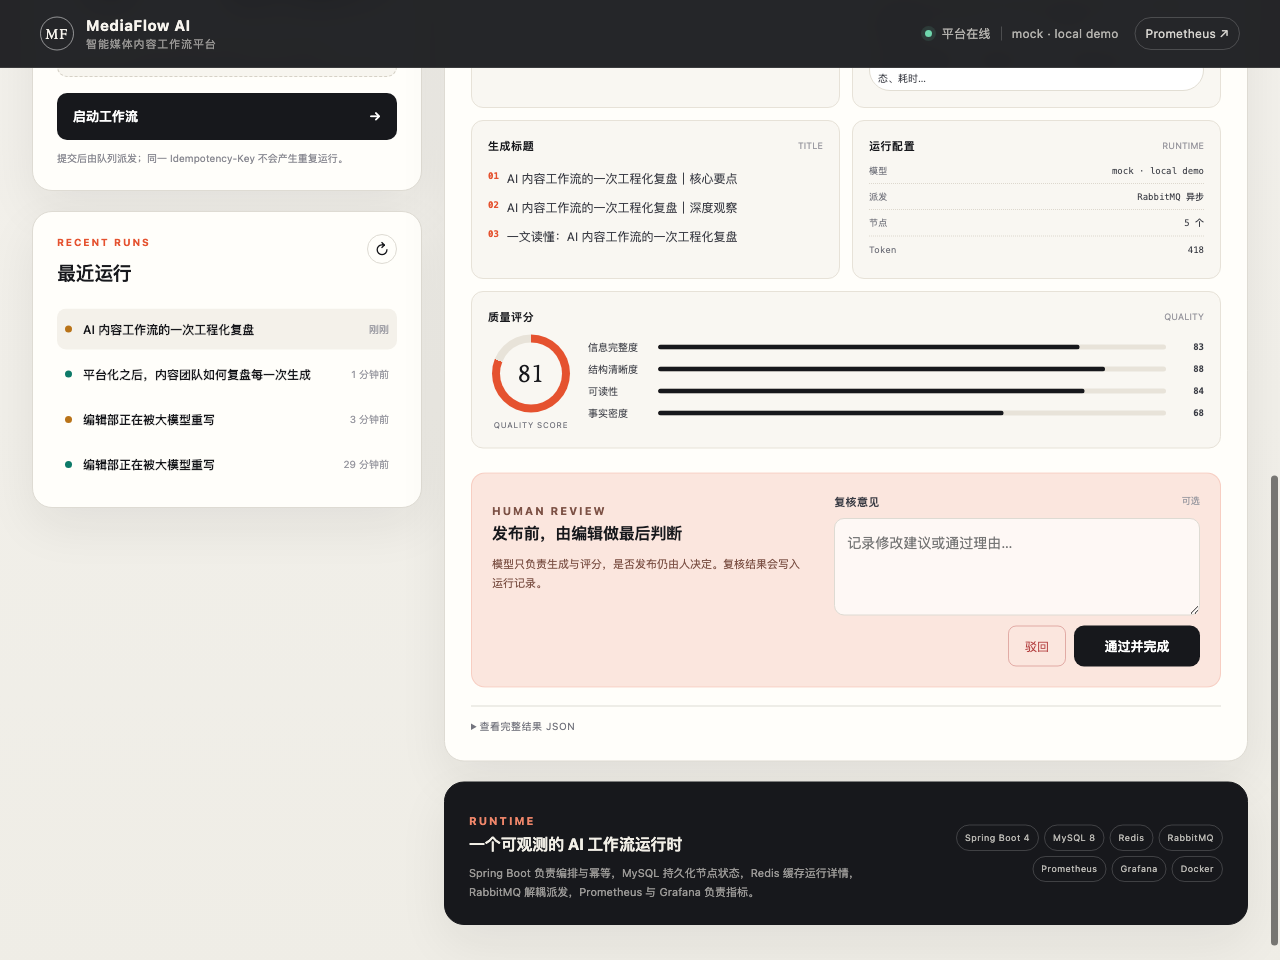 MF
MediaFlow AI
智能媒体内容工作流平台
平台在线
mock · local demo
Prometheus ↗
启动工作流 →
提交后由队列派发；同一 Idempotency-Key 不会产生重复运行。
RECENT RUNS
最近运行
AI 内容工作流的一次工程化复盘 刚刚
平台化之后，内容团队如何复盘每一次生成 1 分钟前
编辑部正在被大模型重写 3 分钟前
编辑部正在被大模型重写 29 分钟前
态、耗时...
生成标题 TITLE
01 AI 内容工作流的一次工程化复盘 | 核心要点
02 AI 内容工作流的一次工程化复盘 | 深度观察
03 一文读懂：AI 内容工作流的一次工程化复盘
运行配置 RUNTIME
模型 mock · local demo
派发 RabbitMQ 异步
节点 5 个
Token 418
质量评分 QUALITY
81
QUALITY SCORE
信息完整度 83
结构清晰度 88
可读性 84
事实密度 68
HUMAN REVIEW
发布前，由编辑做最后判断
模型只负责生成与评分，是否发布仍由人决定。复核结果会写入
运行记录。
复核意见 可选
记录修改建议或通过理由...
驳回
通过并完成
▶ 查看完整结果 JSON
RUNTIME
一个可观测的 AI 工作流运行时
Spring Boot 负责编排与幂等，MySQL 持久化节点状态，Redis 缓存运行详情，
RabbitMQ 解耦派发，Prometheus 与 Grafana 负责指标。
Spring Boot 4
MySQL 8
Redis
RabbitMQ
Prometheus
Grafana
Docker